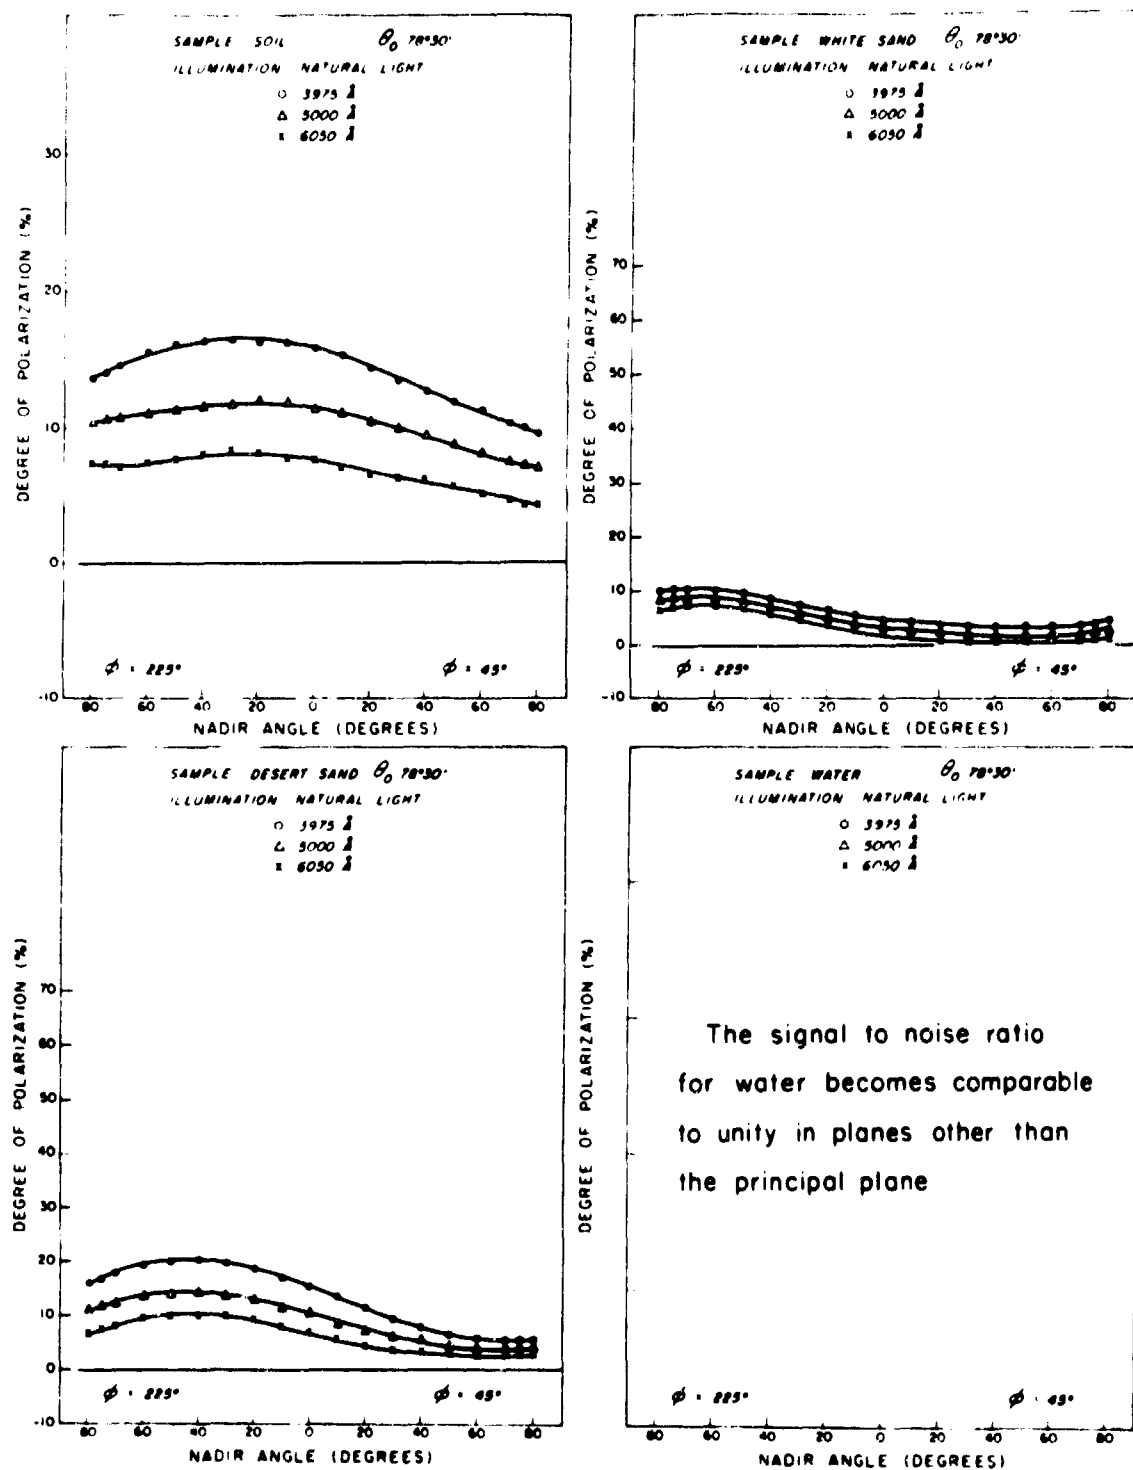 SAMPLE SOIL θ₀ 78°30'
ILLUMINATION NATURAL LIGHT
○ 3975 Å
△ 5000 Å
× 6050 Å
30
20
10
0
-10
DEGREE OF POLARIZATION (%)
φ = 225° φ = 45°
80 60 40 20 0 20 40 60 80
NADIR ANGLE (DEGREES)
SAMPLE WHITE SAND θ₀ 78°30'
ILLUMINATION NATURAL LIGHT
○ 3975 Å
△ 5000 Å
× 6050 Å
70
60
50
40
30
20
10
0
-10
DEGREE OF POLARIZATION (%)
φ = 225° φ = 45°
80 60 40 20 0 20 40 60 80
NADIR ANGLE (DEGREES)
SAMPLE DESERT SAND θ₀ 78°30'
ILLUMINATION NATURAL LIGHT
○ 3975 Å
△ 5000 Å
× 6050 Å
70
60
50
40
30
20
10
0
-10
DEGREE OF POLARIZATION (%)
φ = 225° φ = 45°
80 60 40 20 0 20 40 60 80
NADIR ANGLE (DEGREES)
SAMPLE WATER θ₀ 78°30'
ILLUMINATION NATURAL LIGHT
○ 3975 Å
△ 5000 Å
× 6050 Å
DEGREE OF POLARIZATION (%)
The signal to noise ratio
for water becomes comparable
to unity in planes other than
the principal plane
φ = 225° φ = 45°
80 60 40 20 0 20 40 60 80
NADIR ANGLE (DEGREES)